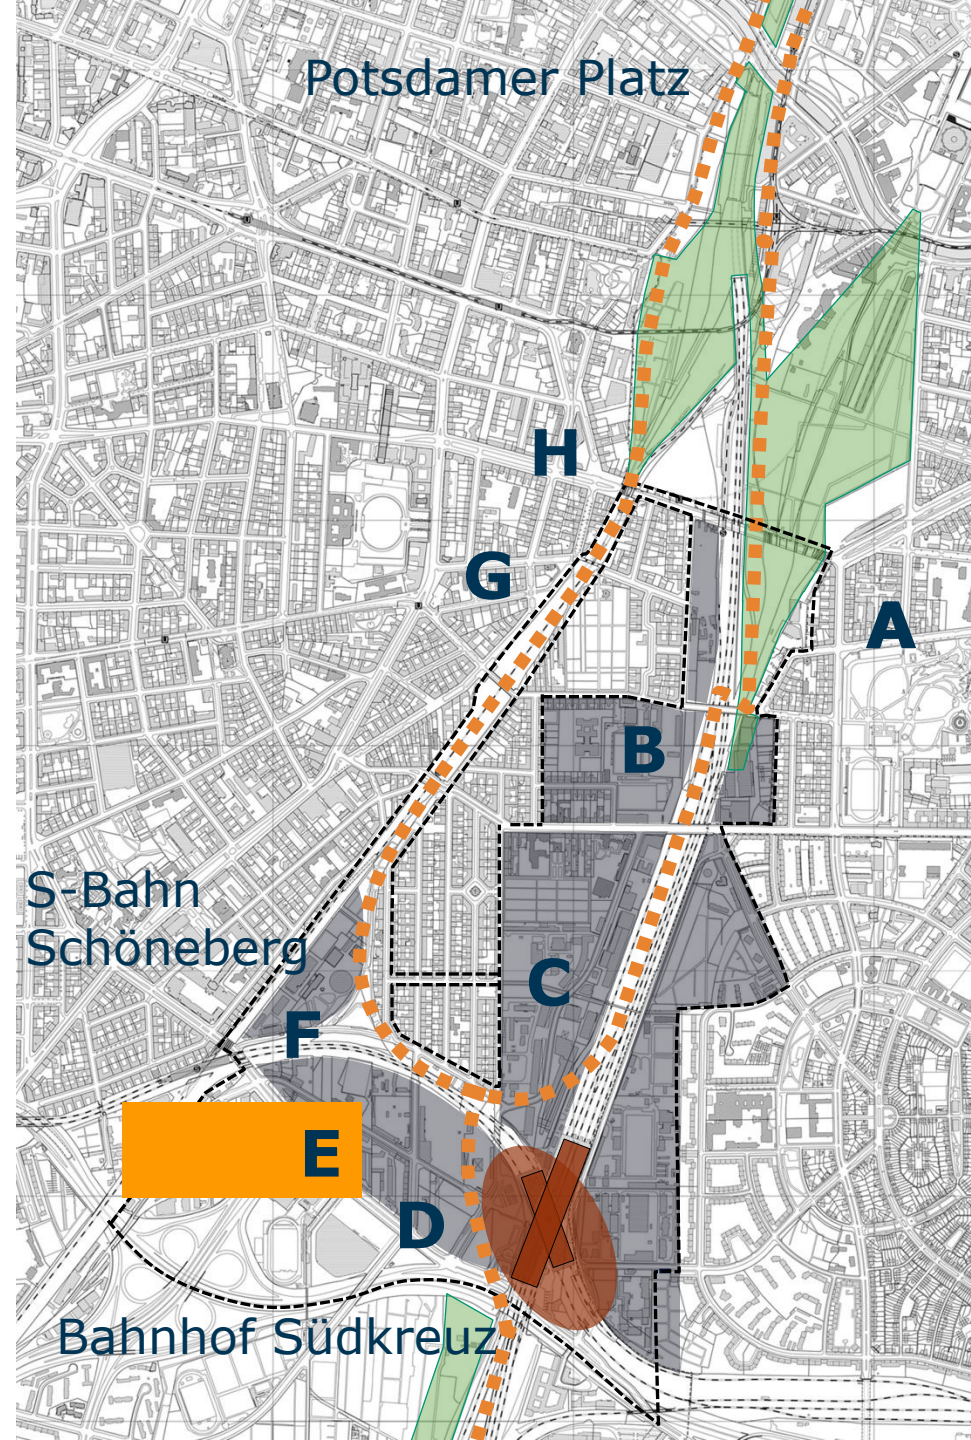 Potsdamer Platz
H
G
A
B
S-Bahn
Schöneberg
C
F
E
D
Bahnhof Südkreuz